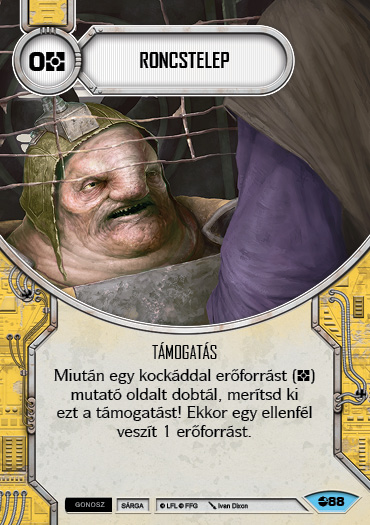 0
RONCSTELEP
TÁMOGATÁS
Miután egy kockáddal erőforrást ( )
mutató oldalt dobtál, merítsd ki
ezt a támogatást! Ekkor egy ellenfél
veszít 1 erőforrást.
GONOSZ SÁRGA © LFL © FFG Ivan Dixon 88